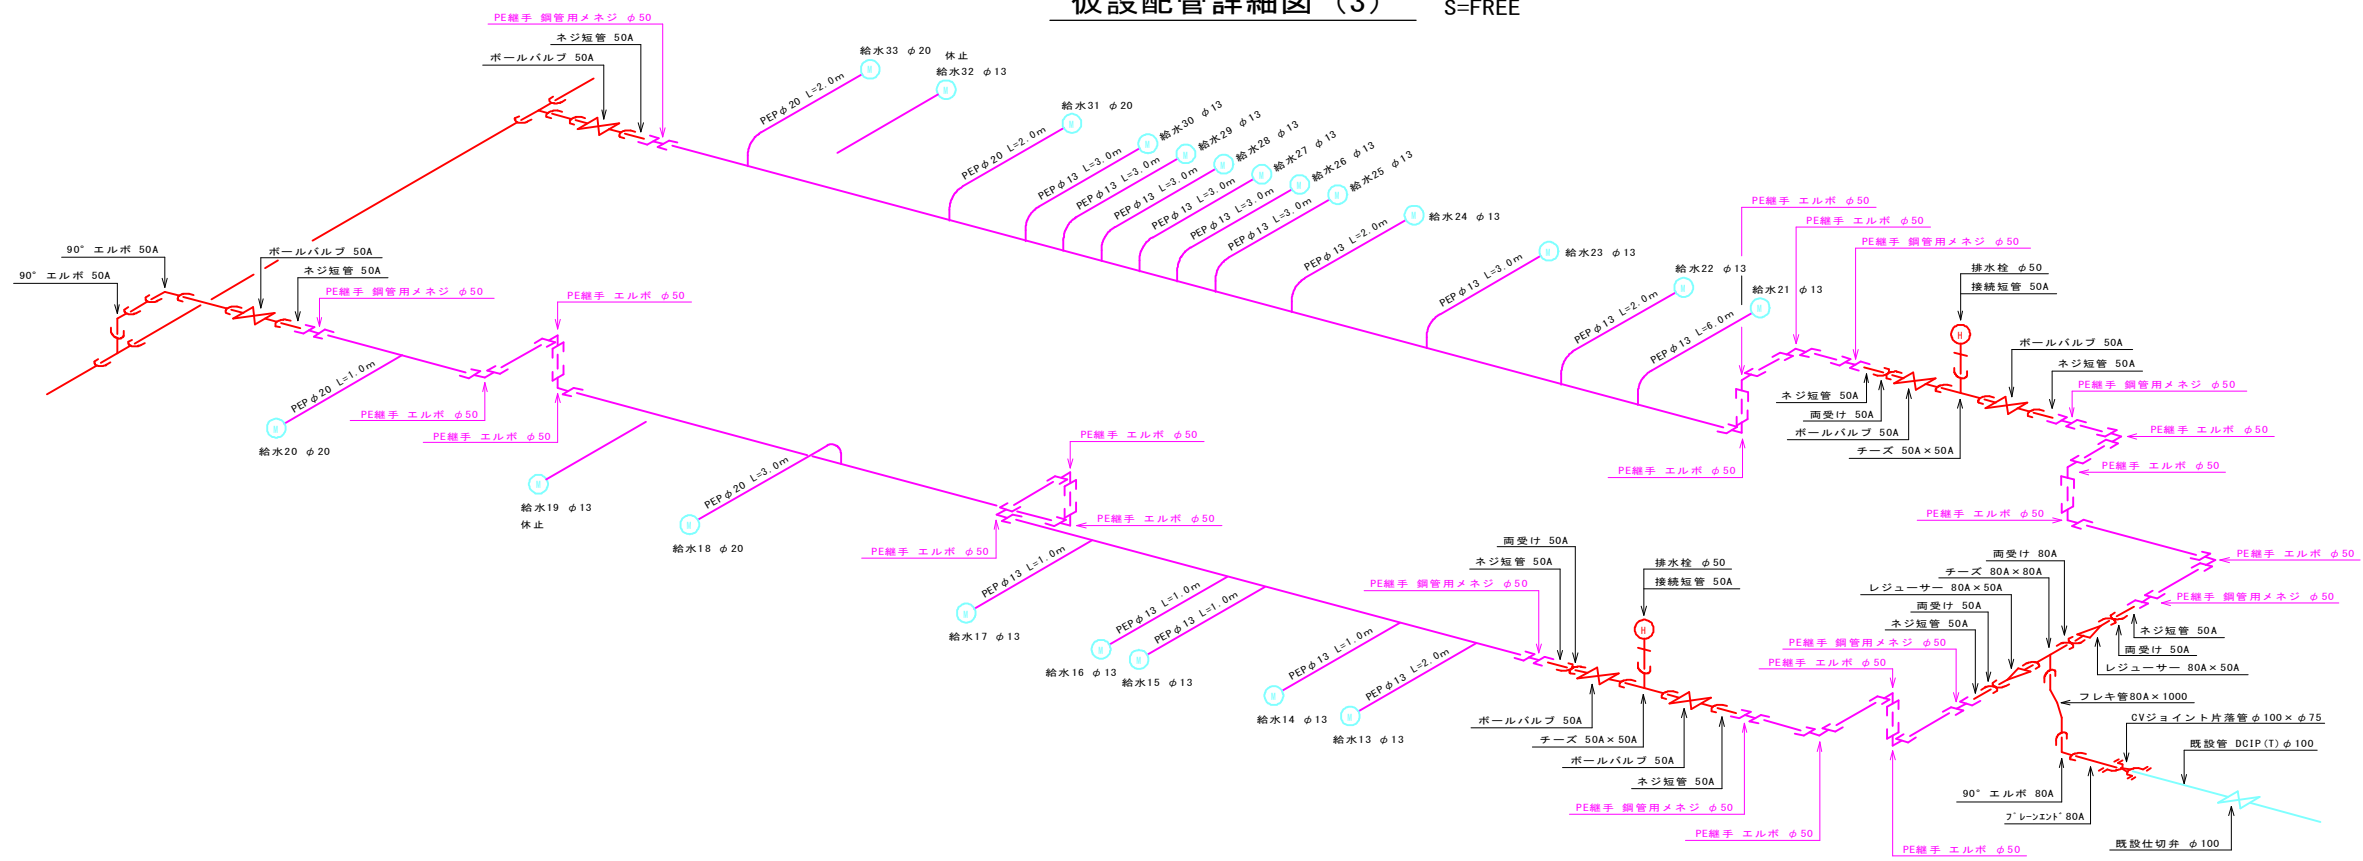 仮設配管詳細図（3）
S=FREE
PE継手 鋼管用メネジ φ50
ネジ短管 50A
ボールバルブ 50A
給水33 φ20
休止
給水32 φ13
PEPφ20 L=2.0m
給水31 φ20
PEPφ20 L=2.0m
給水30 φ13
給水29 φ13
給水28 φ13
給水27 φ13
給水26 φ13
給水25 φ13
PEPφ13 L=3.0m
PEPφ13 L=3.0m
PEPφ13 L=3.0m
PEPφ13 L=3.0m
PEPφ13 L=3.0m
PEPφ13 L=3.0m
給水24 φ13
PEPφ13 L=2.0m
給水23 φ13
PEPφ13 L=3.0m
給水22 φ13
PEPφ13 L=2.0m
給水21 φ13
PEPφ13 L=6.0m
PE継手 エルボ φ50
PE継手 エルボ φ50
PE継手 鋼管用メネジ φ50
排水栓 φ50
接続短管 50A
ボールバルブ 50A
ネジ短管 50A
PE継手 鋼管用メネジ φ50
ネジ短管 50A
両受け 50A
ボールバルブ 50A
チーズ 50A×50A
PE継手 エルボ φ50
PE継手 エルボ φ50
PE継手 エルボ φ50
PE継手 エルボ φ50
PE継手 エルボ φ50
PE継手 鋼管用メネジ φ50
90° エルボ 50A
90° エルボ 50A
ボールバルブ 50A
ネジ短管 50A
PE継手 鋼管用メネジ φ50
PE継手 エルボ φ50
PEPφ20 L=1.0m
PE継手 エルボ φ50
PE継手 エルボ φ50
給水20 φ20
給水19 φ13
休止
PEPφ20 L=3.0m
給水18 φ20
PE継手 エルボ φ50
PE継手 エルボ φ50
PE継手 エルボ φ50
PEPφ13 L=1.0m
給水17 φ13
PEPφ13 L=1.0m
給水16 φ13
PEPφ13 L=1.0m
給水15 φ13
PEPφ13 L=1.0m
給水14 φ13
PEPφ13 L=2.0m
給水13 φ13
両受け 50A
ネジ短管 50A
PE継手 鋼管用メネジ φ50
排水栓 φ50
接続短管 50A
H
H
ボールバルブ 50A
チーズ 50A×50A
ボールバルブ 50A
ネジ短管 50A
PE継手 鋼管用メネジ φ50
PE継手 エルボ φ50
PE継手 エルボ φ50
PE継手 エルボ φ50
PE継手 鋼管用メネジ φ50
両受け 80A
チーズ 80A×80A
レジューサー 80A×50A
両受け 50A
ネジ短管 50A
ネジ短管 50A
両受け 50A
レジューサー 80A×50A
フレキ管80A×1000
GVジョイント片落管φ100×φ75
既設管 DCIP(T)φ100
90° エルボ 80A
プレーンエンド80A
既設仕切弁 φ100